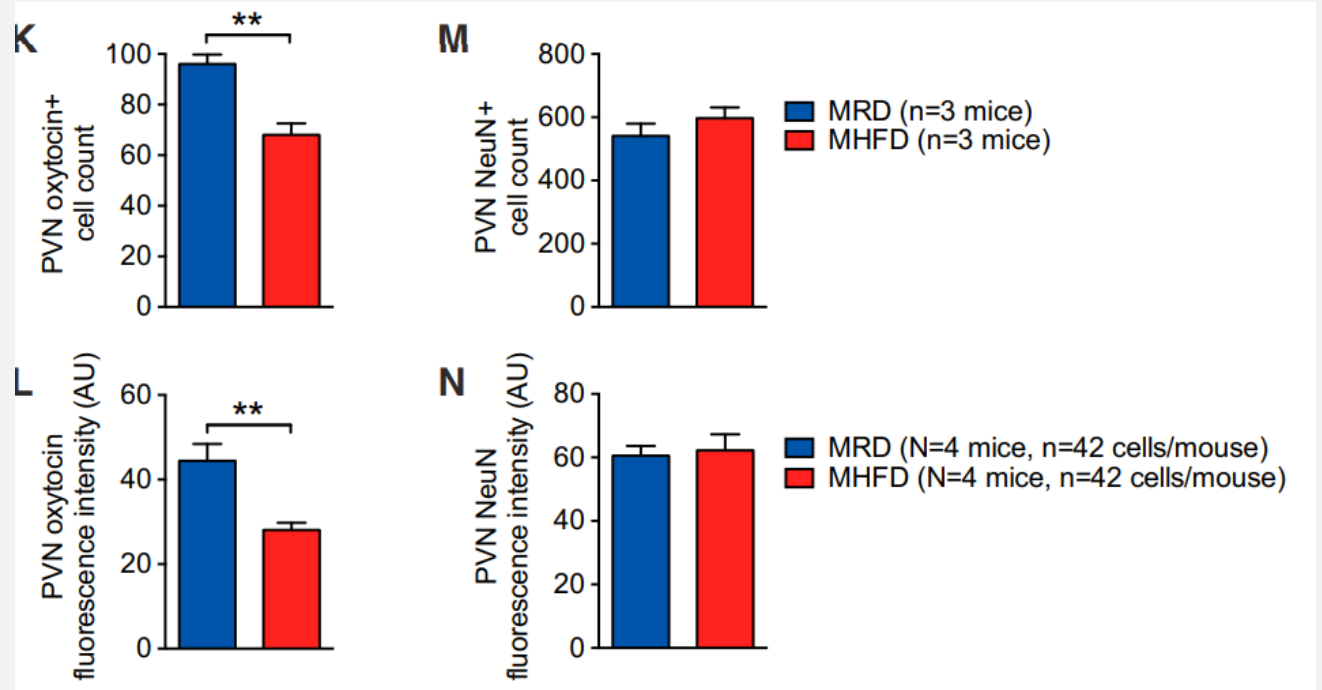 K
**
PVN oxytocin+
cell count
100
80
60
40
20
0
M
PVN NeuN+
cell count
800
600
400
200
0
MRD (n=3 mice)
MHFD (n=3 mice)
L
**
PVN oxytocin
fluorescence intensity (AU)
60
40
20
0
N
PVN NeuN
fluorescence intensity (AU)
80
60
40
20
0
MRD (N=4 mice, n=42 cells/mouse)
MHFD (N=4 mice, n=42 cells/mouse)